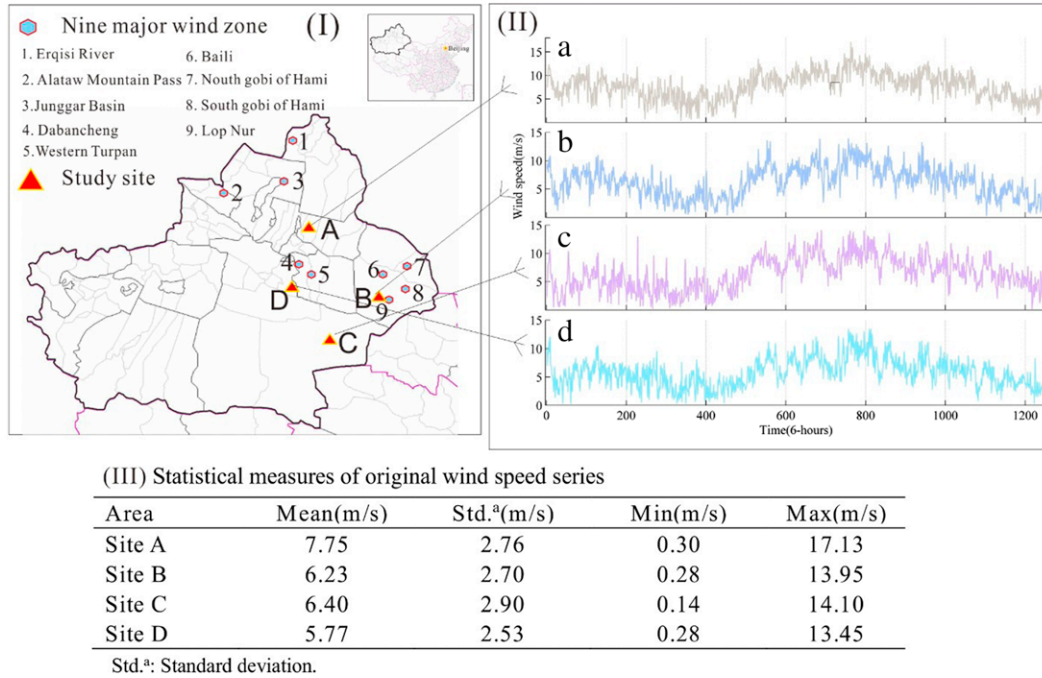 Nine major wind zone
(I)
1. Erqisi River
2. Alataw Mountain Pass
3. Junggar Basin
4. Dabancheng
5. Western Turpan
6. Baili
7. Nouth gobi of Hami
8. South gobi of Hami
9. Lop Nur
Study site
Beijing
1
2
3
A
4
5
6
7
D
B
8
9
C
(II)
a
15
10
5
b
15
10
5
c
15
10
5
d
15
10
5
0
Wind speed(m/s)
0 200 400 600 800 1000 1200
Time(6-hours)
(III) Statistical measures of original wind speed series
Area Mean(m/s) Std.ᵃ(m/s) Min(m/s) Max(m/s)
Site A 7.75 2.76 0.30 17.13
Site B 6.23 2.70 0.28 13.95
Site C 6.40 2.90 0.14 14.10
Site D 5.77 2.53 0.28 13.45
Std.ᵃ: Standard deviation.